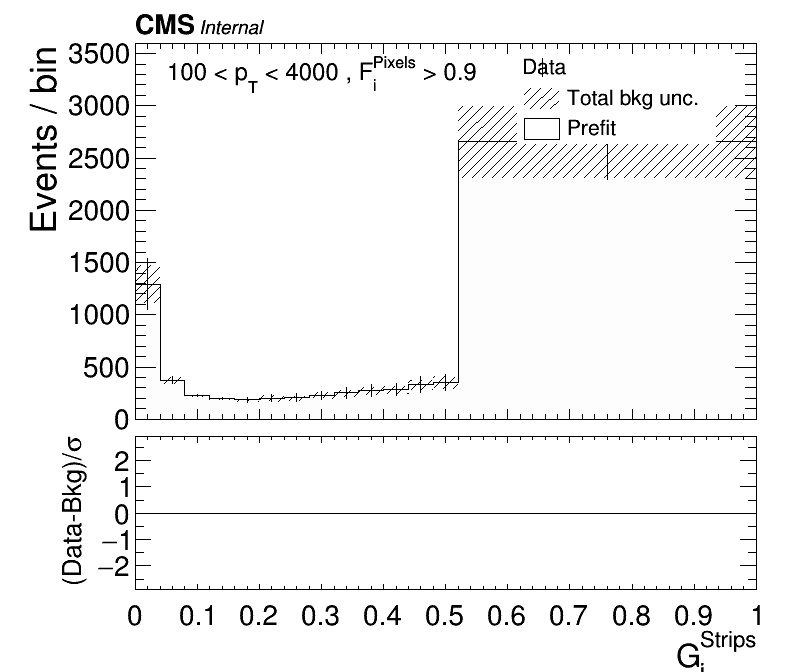 CMS Internal
100 < p_T < 4000 , F_i^Pixels > 0.9
Data
Total bkg unc.
Prefit
Events / bin
3500
3000
2500
2000
1500
1000
500
0
(Data-Bkg)/σ
2
1
0
−1
−2
0 0.1 0.2 0.3 0.4 0.5 0.6 0.7 0.8 0.9 1
G_i^Strips